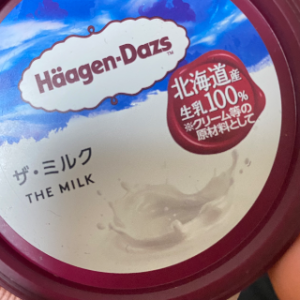 Häagen-Dazs
北海道産
生乳100%
※クリーム等の
原材料として
ザ・ミルク
THE MILK